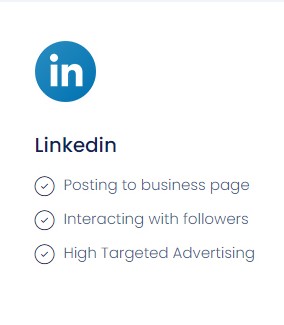 in
Linkedin
Posting to business page
Interacting with followers
High Targeted Advertising